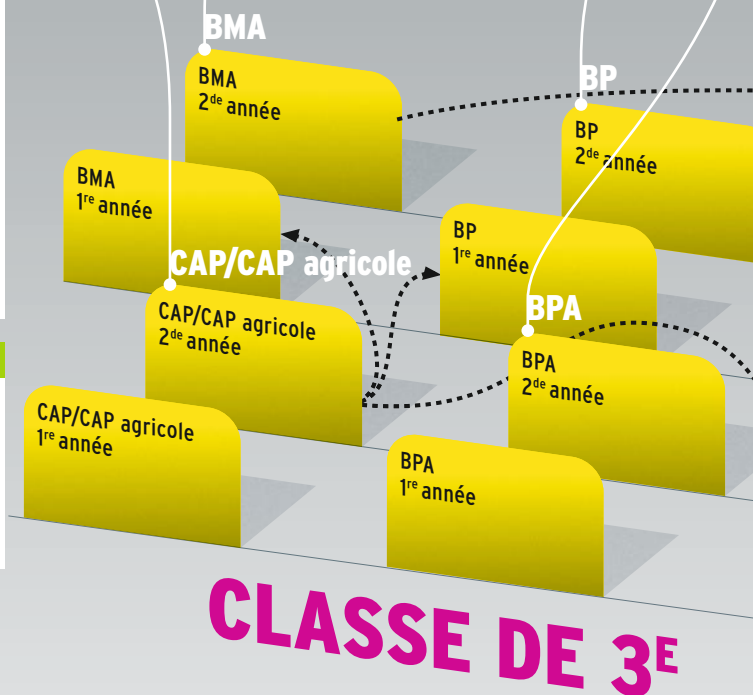 BMA
BMA
2de année
BP
BP
2de année
BMA
1re année
BP
1re année
CAP/CAP agricole
CAP/CAP agricole
2de année
BPA
BPA
2de année
CAP/CAP agricole
1re année
BPA
1re année
CLASSE DE 3E